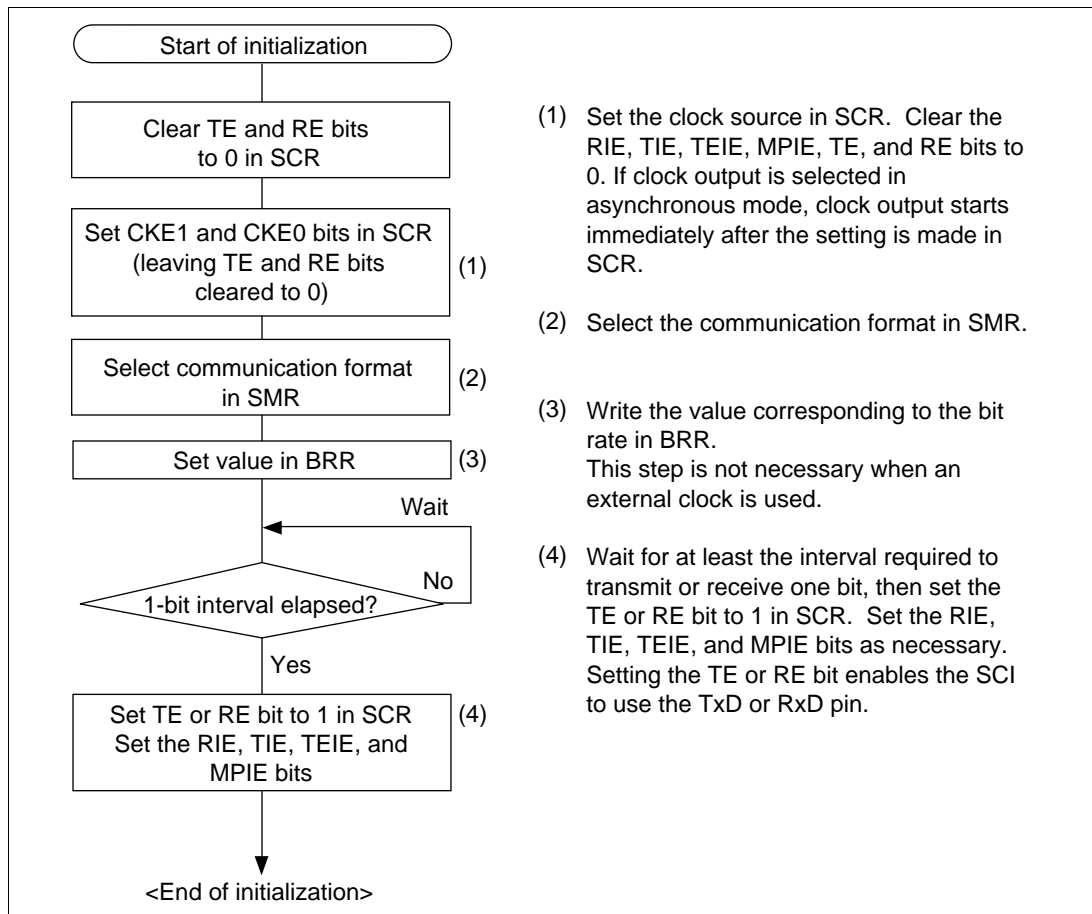 Start of initialization
Clear TE and RE bits
to 0 in SCR
Set CKE1 and CKE0 bits in SCR
(leaving TE and RE bits
cleared to 0)
(1)
Select communication format
in SMR
(2)
Set value in BRR
(3)
Wait
No
1-bit interval elapsed?
Yes
Set TE or RE bit to 1 in SCR
Set the RIE, TIE, TEIE, and
MPIE bits
(4)
<End of initialization>
(1) Set the clock source in SCR. Clear the
RIE, TIE, TEIE, MPIE, TE, and RE bits to
0. If clock output is selected in
asynchronous mode, clock output starts
immediately after the setting is made in
SCR.
(2) Select the communication format in SMR.
(3) Write the value corresponding to the bit
rate in BRR.
This step is not necessary when an
external clock is used.
(4) Wait for at least the interval required to
transmit or receive one bit, then set the
TE or RE bit to 1 in SCR. Set the RIE,
TIE, TEIE, and MPIE bits as necessary.
Setting the TE or RE bit enables the SCI
to use the TxD or RxD pin.